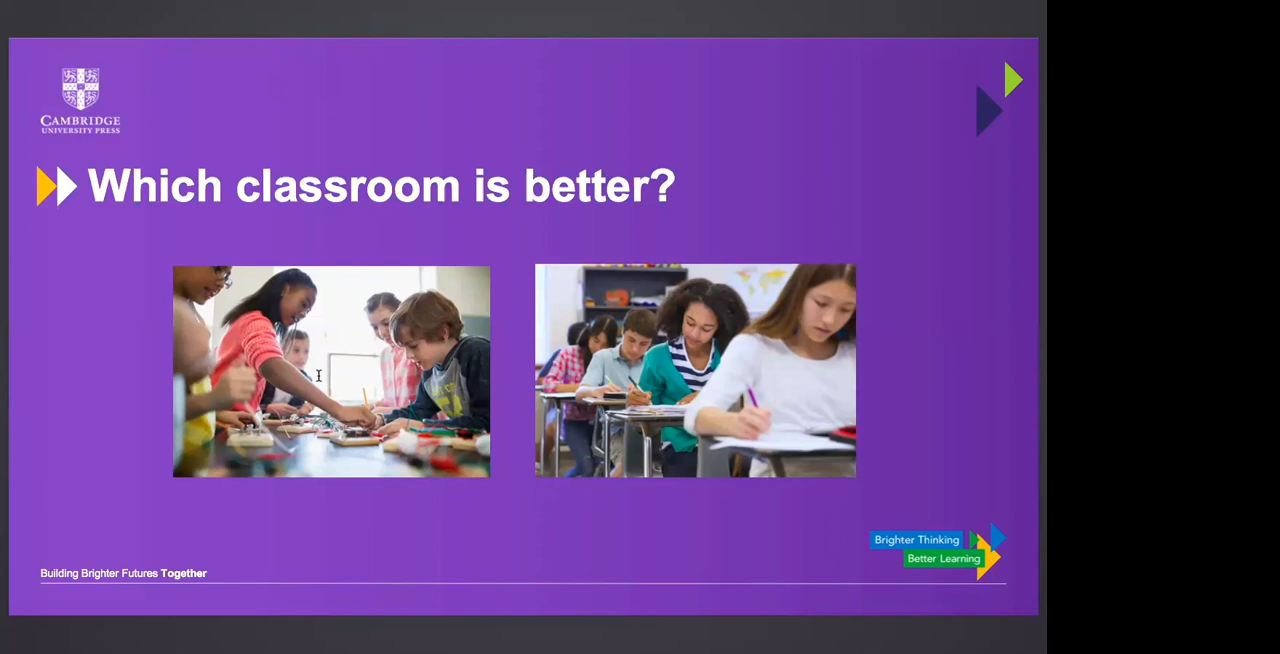 CAMBRIDGE
UNIVERSITY PRESS
Which classroom is better?
Brighter Thinking
Better Learning
Building Brighter Futures Together